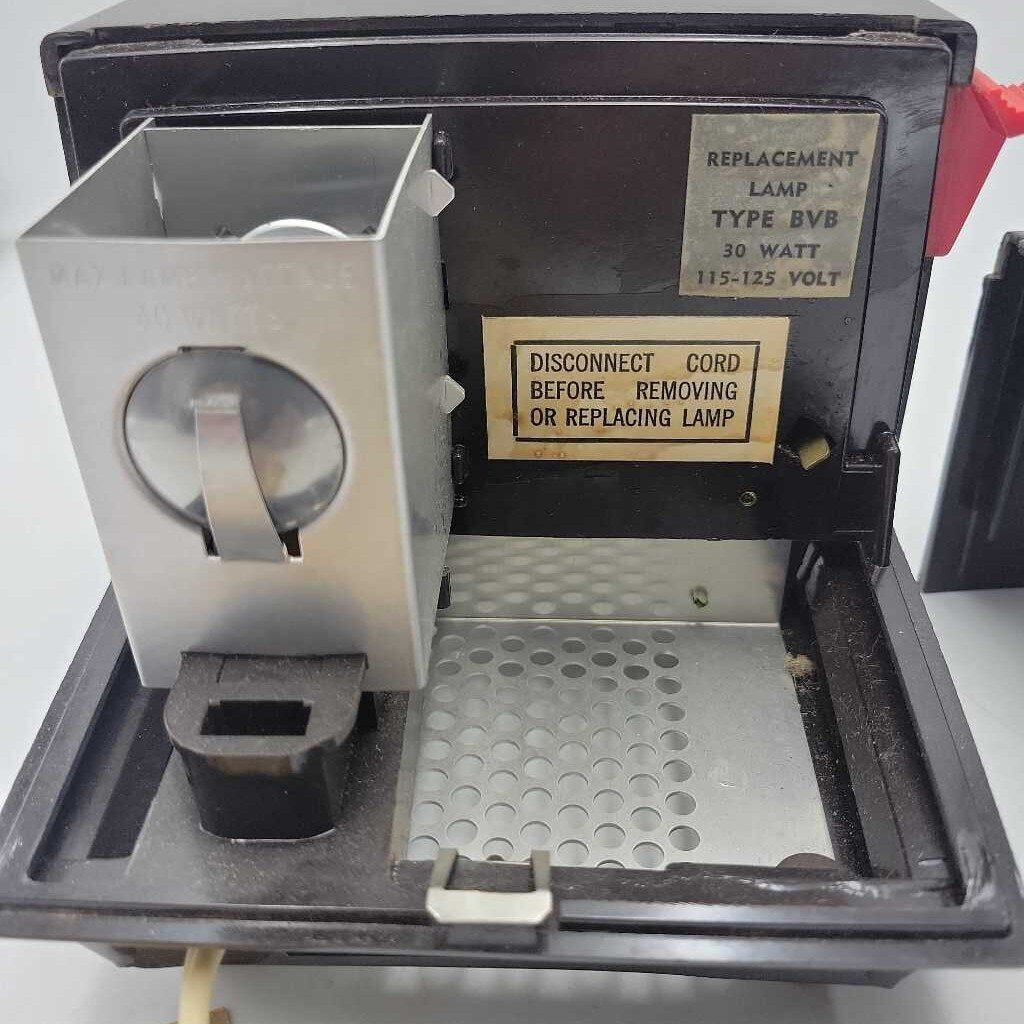 REPLACEMENT
LAMP
TYPE BVB
30 WATT
115-125 VOLT
DISCONNECT CORD
BEFORE REMOVING
OR REPLACING LAMP